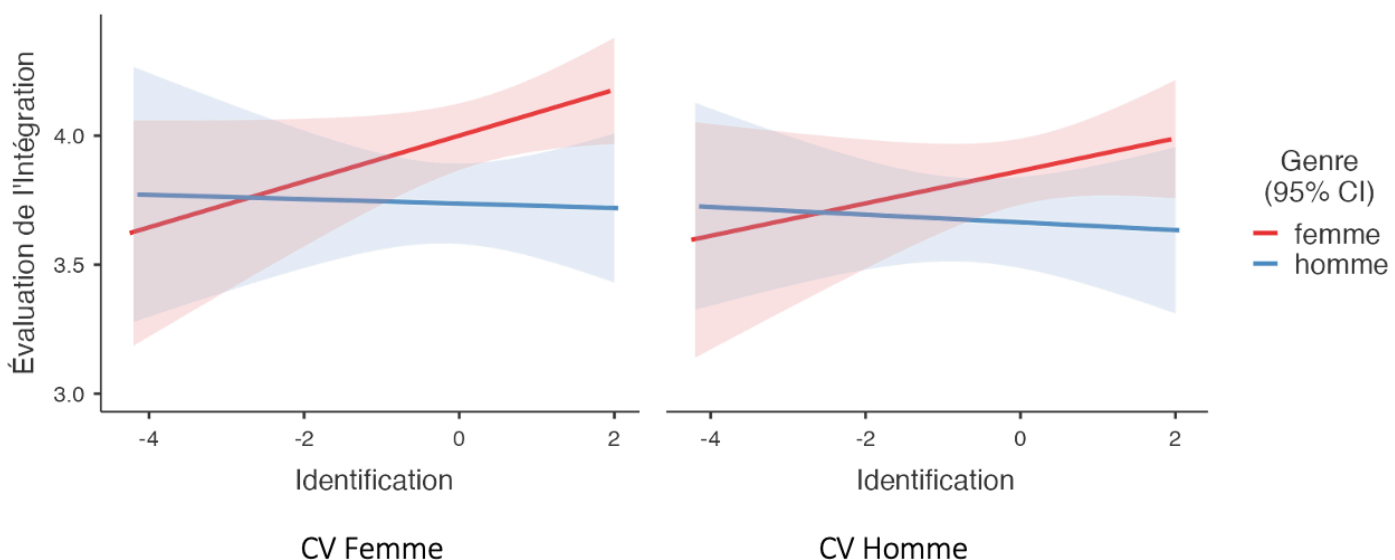 Évaluation de l'Intégration
4.0
3.5
3.0
-4 -2 0 2
-4 -2 0 2
Identification
Identification
CV Femme
CV Homme
Genre
(95% CI)
femme
homme